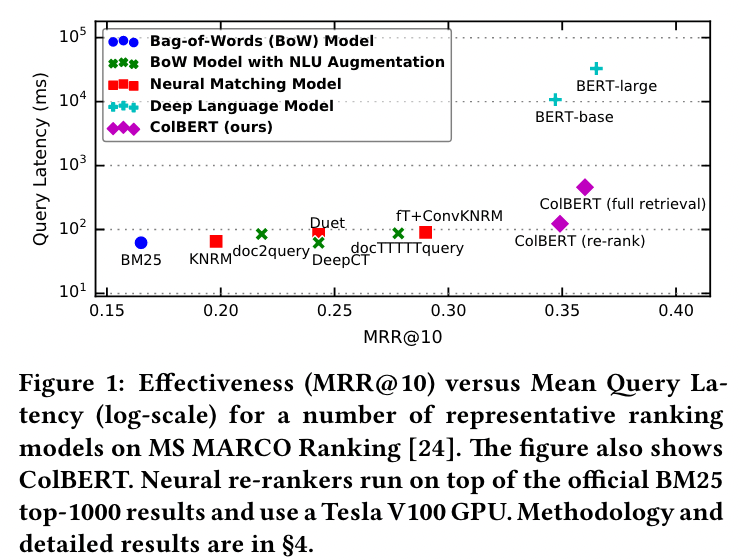 Query Latency (ms)
10^5
10^4
10^3
10^2
10^1
Bag-of-Words (BoW) Model
BoW Model with NLU Augmentation
Neural Matching Model
Deep Language Model
ColBERT (ours)
BERT-large
BERT-base
ColBERT (full retrieval)
ColBERT (re-rank)
fT+ConvKNRM
Duet
docTTTTTquery
doc2query
DeepCT
KNRM
BM25
0.15 0.20 0.25 0.30 0.35 0.40
MRR@10
Figure 1: Effectiveness (MRR@10) versus Mean Query La-
tency (log-scale) for a number of representative ranking
models on MS MARCO Ranking [24]. The figure also shows
ColBERT. Neural re-rankers run on top of the official BM25
top-1000 results and use a Tesla V100 GPU. Methodology and
detailed results are in §4.